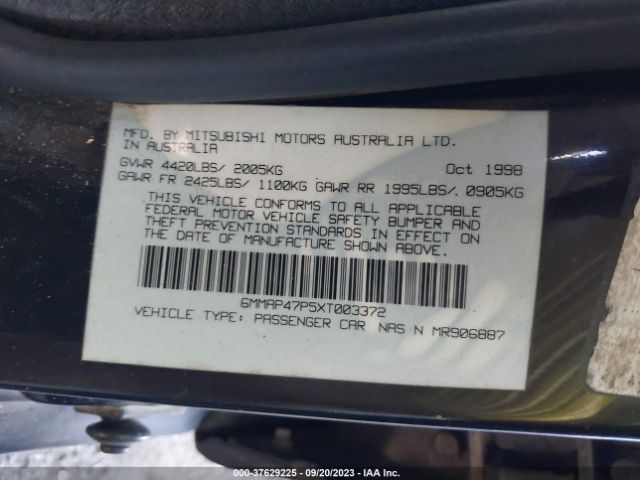 MFD. BY MITSUBISHI MOTORS AUSTRALIA LTD.
IN AUSTRALIA
GVWR 4420LBS/ 2005KG Oct 1998
GAWR FR 2425LBS/ 1100KG GAWR RR 1995LBS/. 0905KG
THIS VEHICLE CONFORMS TO ALL APPLICABLE
FEDERAL MOTOR VEHICLE SAFETY BUMPER AND
THEFT PREVENTION STANDARDS IN EFFECT ON
THE DATE OF MANUFACTURE SHOWN ABOVE.
6MMAP47P5XT003372
VEHICLE TYPE: PASSENGER CAR NAS N MR906887
000-37629225 - 09/20/2023 - IAA Inc.